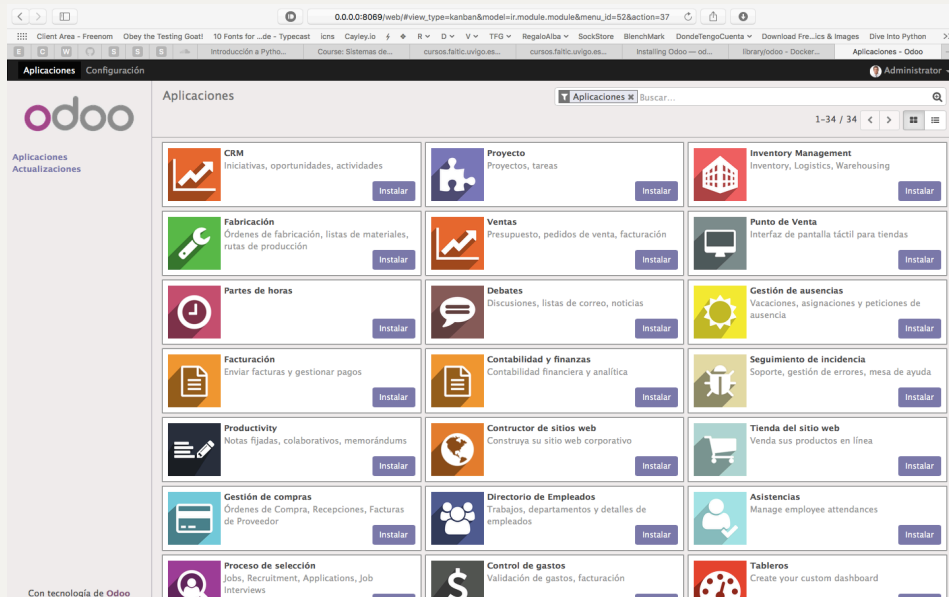 0.0.0.0:8069/web/#view_type=kanban&model=ir.module.module&menu_id=52&action=37
Client Area - Freenom Obey the Testing Goat! 10 Fonts for ...de - Typecast icns Cayley.io R D V TFG RegaloAlba SockStore BlenchMark DondeTengoCuenta Download Fre...ics & Images Dive Into Python
E C W S S S Introducción a Pytho... Course: Sistemas de... cursos.faitic.uvigo.es... cursos.faitic.uvigo.es... Installing Odoo — od... library/odoo - Docker... Aplicaciones - Odoo
Aplicaciones Configuración Administrator
odoo
Aplicaciones
Actualizaciones
Con tecnología de Odoo
Aplicaciones
Aplicaciones Buscar...
1-34 / 34
CRM
Iniciativas, oportunidades, actividades
Instalar
Proyecto
Proyectos, tareas
Instalar
Inventory Management
Inventory, Logistics, Warehousing
Instalar
Fabricación
Órdenes de fabricación, listas de materiales,
rutas de producción
Instalar
Ventas
Presupuesto, pedidos de venta, facturación
Instalar
Punto de Venta
Interfaz de pantalla táctil para tiendas
Instalar
Partes de horas
Instalar
Debates
Discusiones, listas de correo, noticias
Instalar
Gestión de ausencias
Vacaciones, asignaciones y peticiones de
ausencia
Instalar
Facturación
Enviar facturas y gestionar pagos
Instalar
Contabilidad y finanzas
Contabilidad financiera y analítica
Instalar
Seguimiento de incidencia
Soporte, gestión de errores, mesa de ayuda
Instalar
Productivity
Notas fijadas, colaborativos, memorándums
Instalar
Contructor de sitios web
Construya su sitio web corporativo
Instalar
Tienda del sitio web
Venda sus productos en línea
Instalar
Gestión de compras
Órdenes de Compra, Recepciones, Facturas
de Proveedor
Instalar
Directorio de Empleados
Trabajos, departamentos y detalles de
empleados
Instalar
Asistencias
Manage employee attendances
Instalar
Proceso de selección
Jobs, Recruitment, Applications, Job
Interviews
Control de gastos
Validación de gastos, facturación
Tableros
Create your custom dashboard